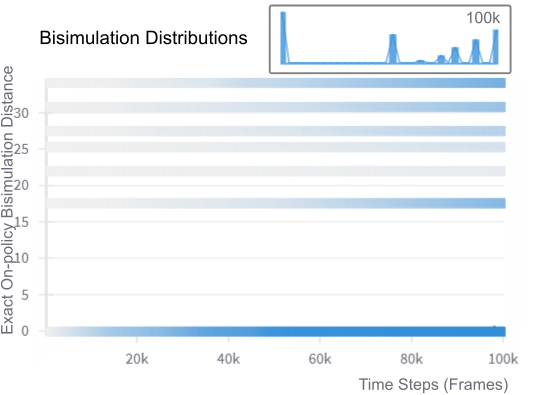 Bisimulation Distributions
100k
Exact On-policy Bisimulation Distance
30
25
20
15
10
5
0
20k
40k
60k
80k
100k
Time Steps (Frames)